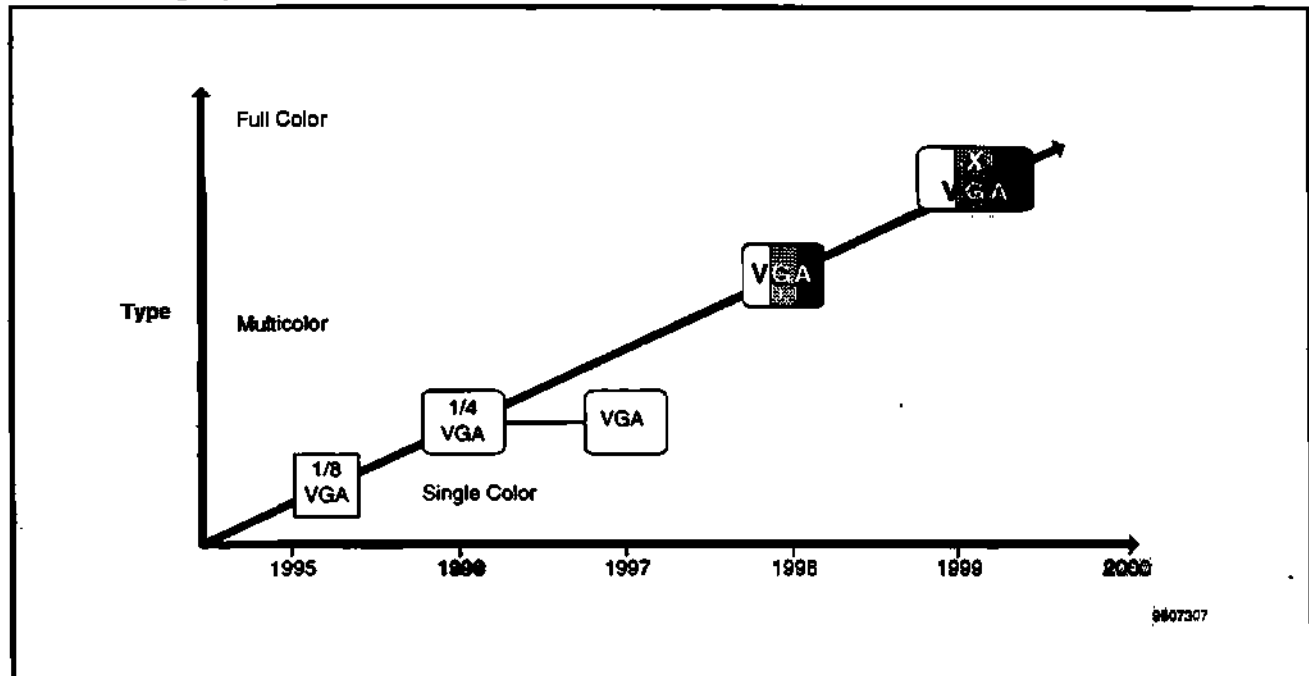 Full Color
X
VGA
VGA
Type
Multicolor
1/4
VGA
VGA
1/8
VGA
Single Color
1995
1996
1997
1998
1999
2000
9607307